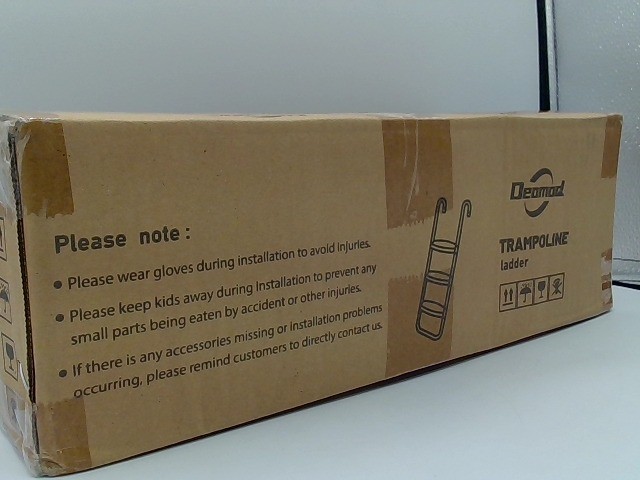 Please note:
• Please wear gloves during installation to avoid injuries.
• Please keep kids away during installation to prevent any
small parts being eaten by accident or other injuries.
• If there is any accessories missing or installation problems
occurring, please remind customers to directly contact us.
Deomod
TRAMPOLINE
ladder